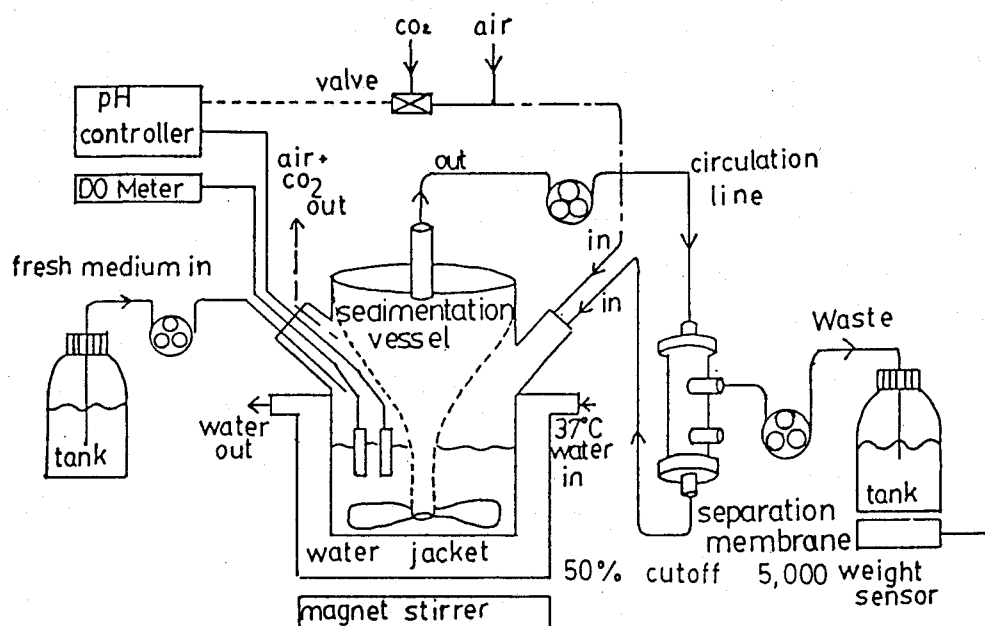 co₂ air
valve
pH
controller
DO Meter
air +
co₂
out
out
circulation
line
in
in
fresh medium in
sedimentation
vessel
Waste
tank
water
out
37°C
water
in
tank
water jacket
separation
membrane
50% cutoff 5,000
weight
sensor
magnet stirrer